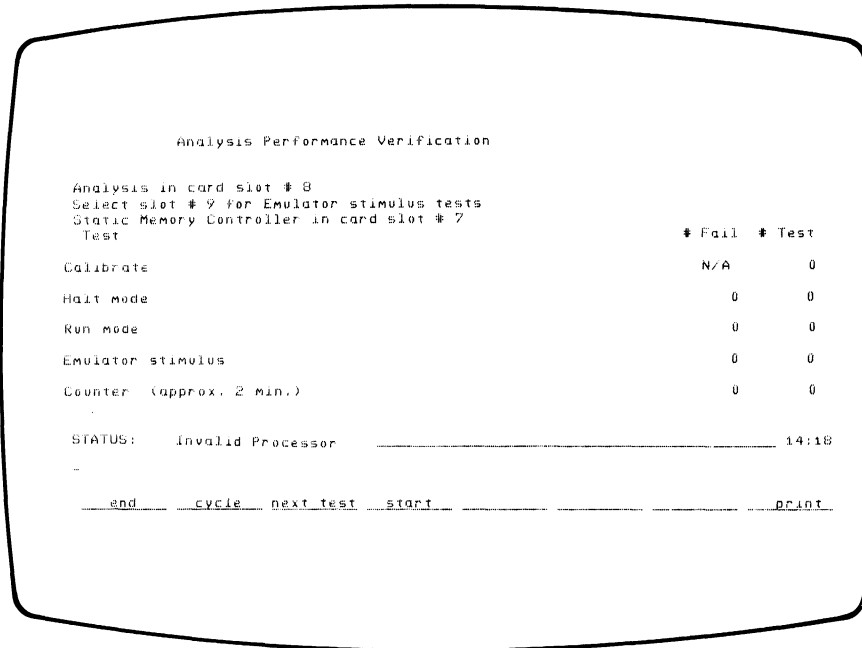 Analysis Performance Verification
Analysis in card slot # 8
Select slot # 9 for Emulator stimulus tests
Static Memory Controller in card slot # 7
Test # Fail # Test
Calibrate N/A 0
Halt mode 0 0
Run mode 0 0
Emulator stimulus 0 0
Counter (approx. 2 min.) 0 0
STATUS: Invalid Processor 14:18
end cycle next test start print